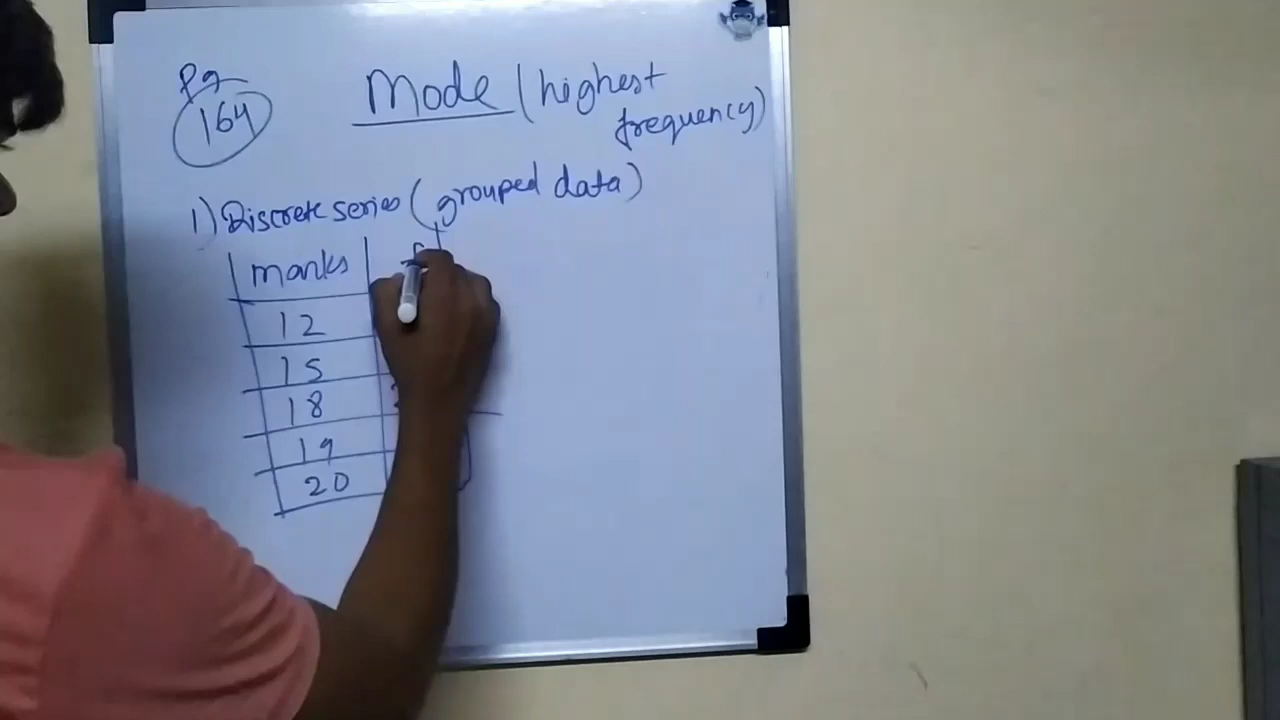 Pg
164
Mode (highest
frequency)
1) Discrete series (grouped data)
marks f
12
15
18
19
20